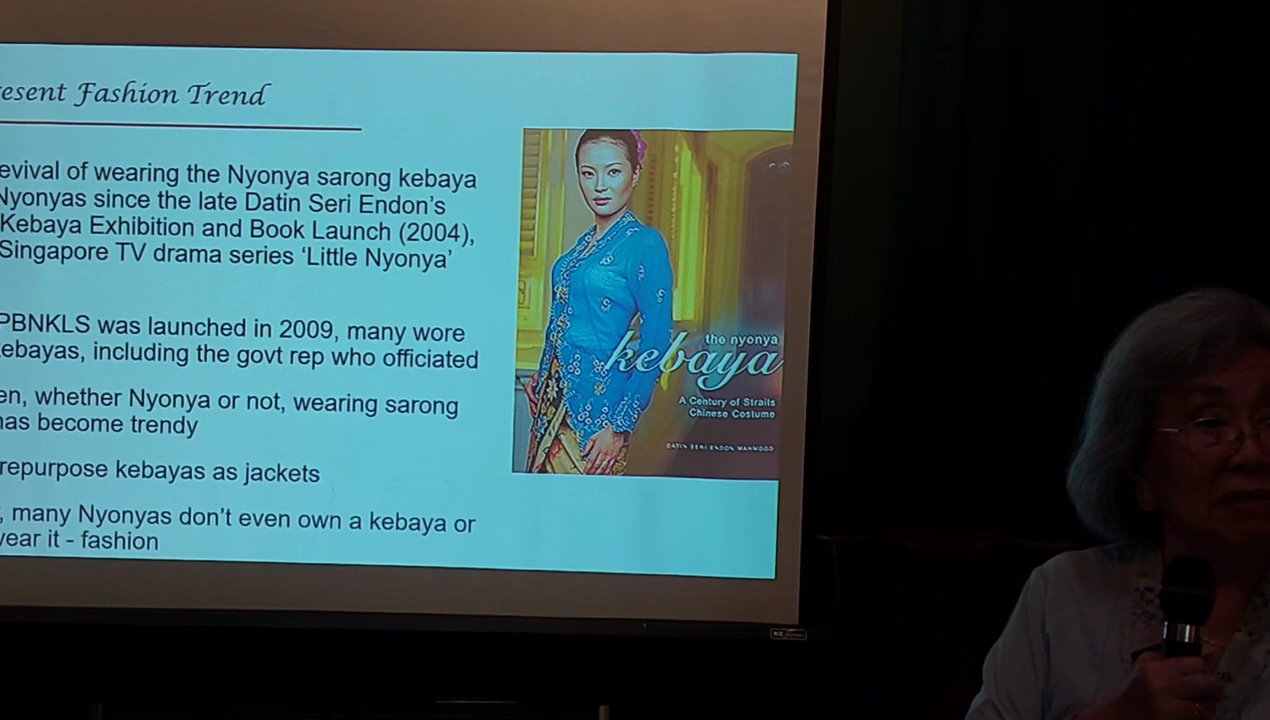 esent Fashion Trend
evival of wearing the Nyonya sarong kebaya
Nyonyas since the late Datin Seri Endon's
Kebaya Exhibition and Book Launch (2004),
Singapore TV drama series 'Little Nyonya'
PBNKLS was launched in 2009, many wore
ebayas, including the govt rep who officiated
en, whether Nyonya or not, wearing sarong
has become trendy
repurpose kebayas as jackets
, many Nyonyas don't even own a kebaya or
wear it - fashion
the nyonya
kebaya
A Century of Straits
Chinese Costume
DATIN SERI ENDON MAHMOOD